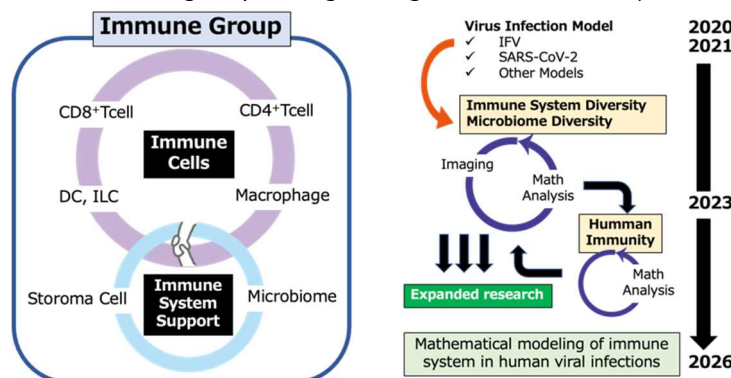 Immune Group
CD8+Tcell
CD4+Tcell
Immune
Cells
DC, ILC
Macrophage
Storoma Cell
Immune
System
Support
Microbiome
Virus Infection Model
✓ IFV
✓ SARS-CoV-2
✓ Other Models
Immune System Diversity
Microbiome Diversity
Imaging
Math
Analysis
Humman
Immunity
Math
Analysis
Expanded research
Mathematical modeling of immune
system in human viral infections
2020
2021
2023
2026